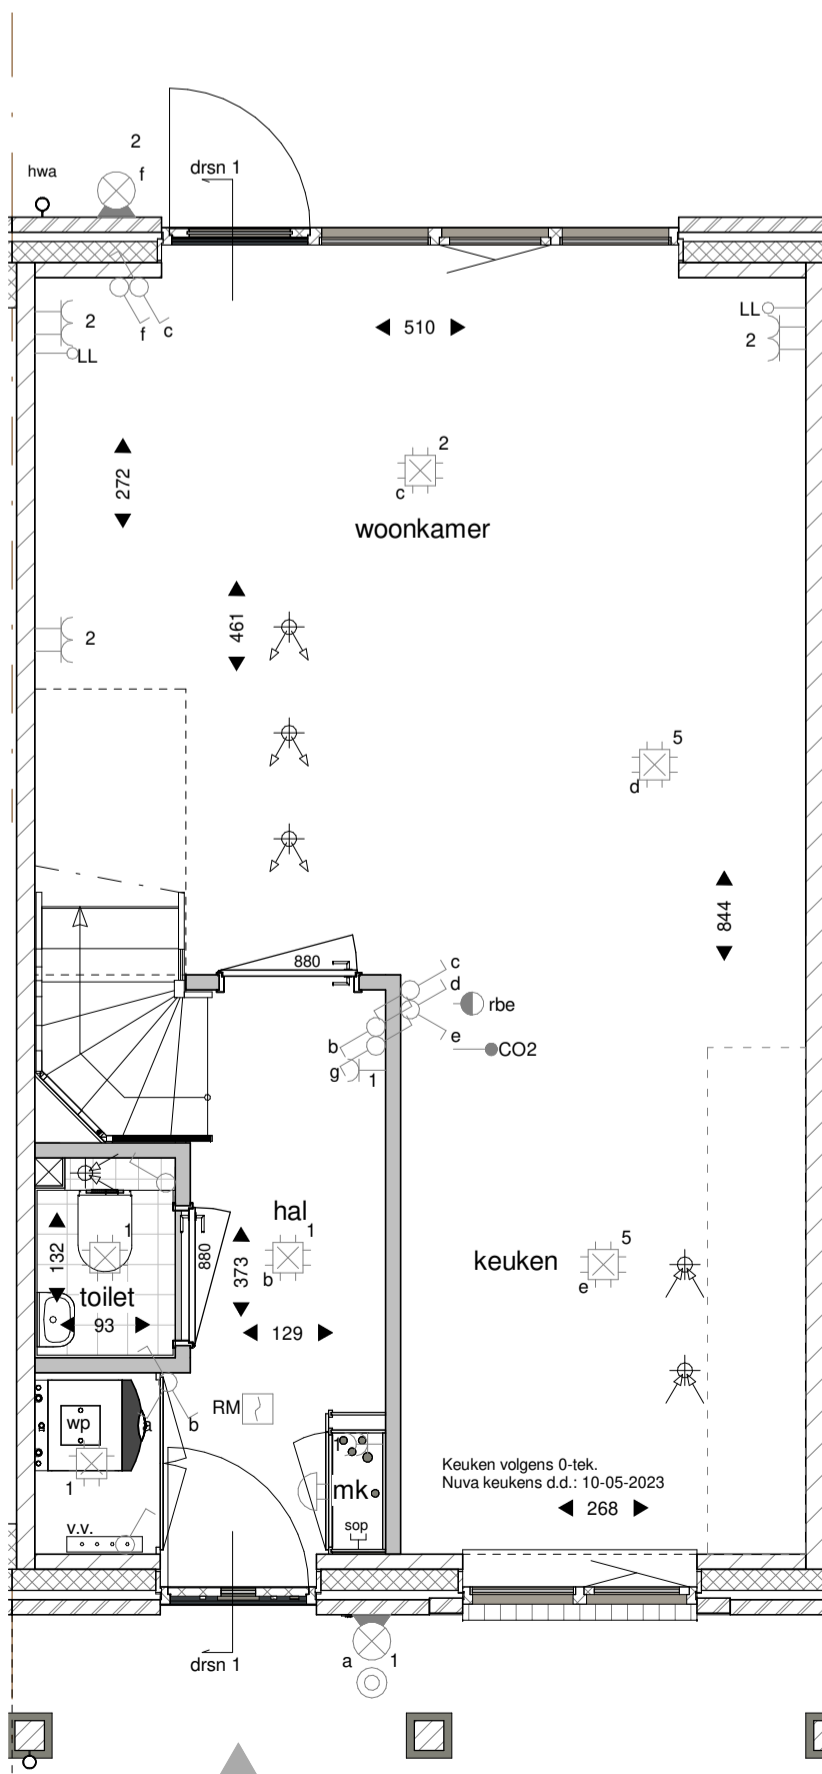 2
hwa
f
drsn 1
2
LL
f
c
510
LL
2
272
2
c
woonkamer
461
2
5
d
844
880
c
d
rbe
b
e
g
1
CO2
hal
1
132
1
880
373
b
keuken
5
e
toilet
93
129
wp
a
b
RM
1
1
mk
Keuken volgens 0-tek.
Nuva keukens d.d.: 10-05-2023
268
v.v.
sop
drsn 1
a
1